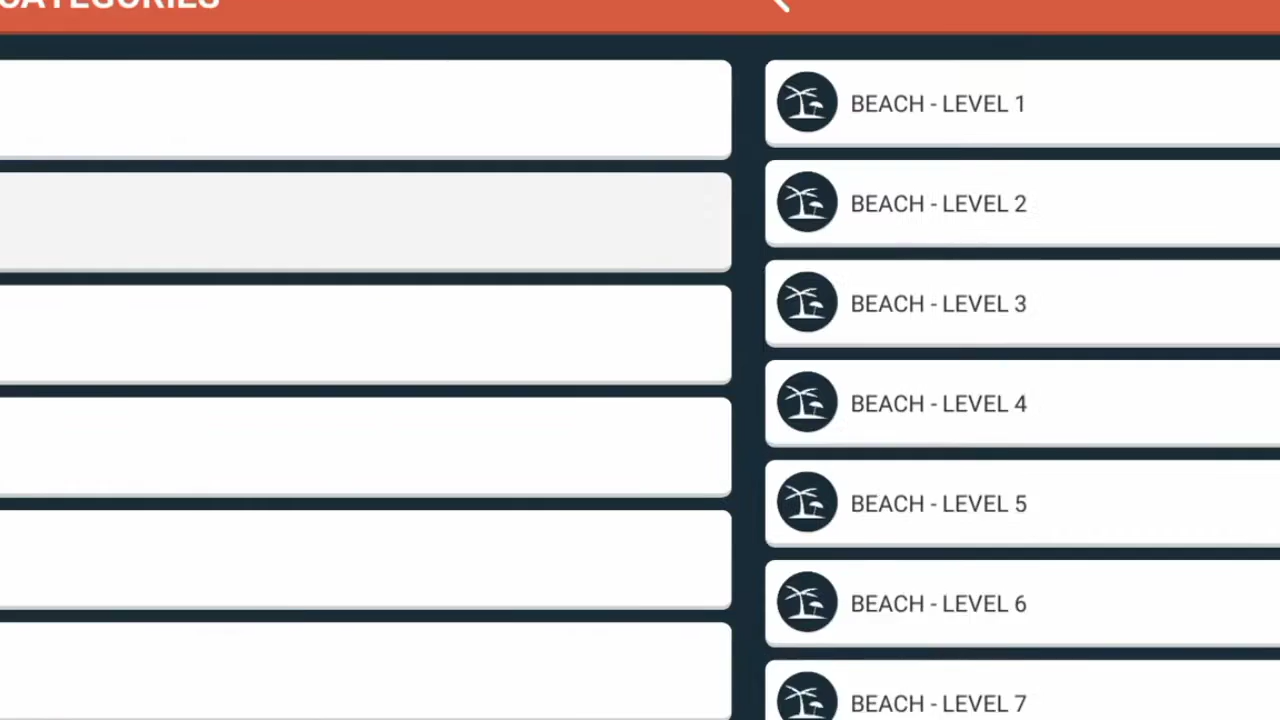 CATEGORIES
BEACH - LEVEL 1
BEACH - LEVEL 2
BEACH - LEVEL 3
BEACH - LEVEL 4
BEACH - LEVEL 5
BEACH - LEVEL 6
BEACH - LEVEL 7